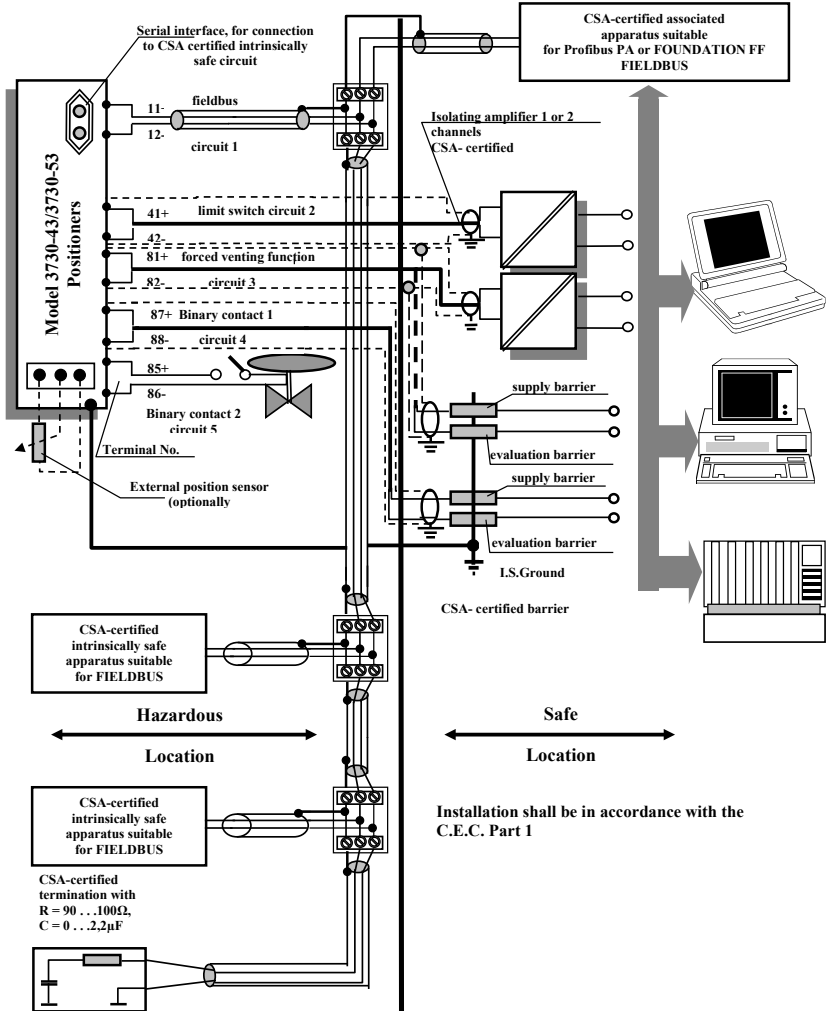 Serial interface, for connection
to CSA certified intrinsically
safe circuit
CSA-certified associated
apparatus suitable
for Profibus PA or FOUNDATION FF
FIELDBUS
11-
fieldbus
12-
circuit 1
Isolating amplifier 1 or 2
channels
CSA- certified
Model 3730-43/3730-53
Positioners
41+
limit switch circuit 2
42-
81+
forced venting function
82-
circuit 3
87+ Binary contact 1
88-
circuit 4
85+
86-
Binary contact 2
circuit 5
Terminal No.
External position sensor
(optionally
supply barrier
evaluation barrier
supply barrier
evaluation barrier
I.S.Ground
CSA- certified barrier
CSA-certified
intrinsically safe
apparatus suitable
for FIELDBUS
Hazardous
Location
Safe
Location
CSA-certified
intrinsically safe
apparatus suitable
for FIELDBUS
Installation shall be in accordance with the
C.E.C. Part 1
CSA-certified
termination with
R = 90 . . .100Ω,
C = 0 . . .2,2µF